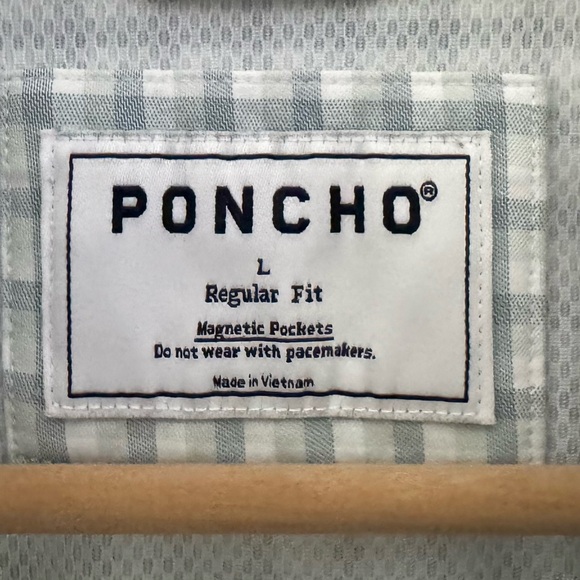 PONCHO®
L
Regular Fit
Magnetic Pockets
Do not wear with pacemakers.
Made in Vietnam